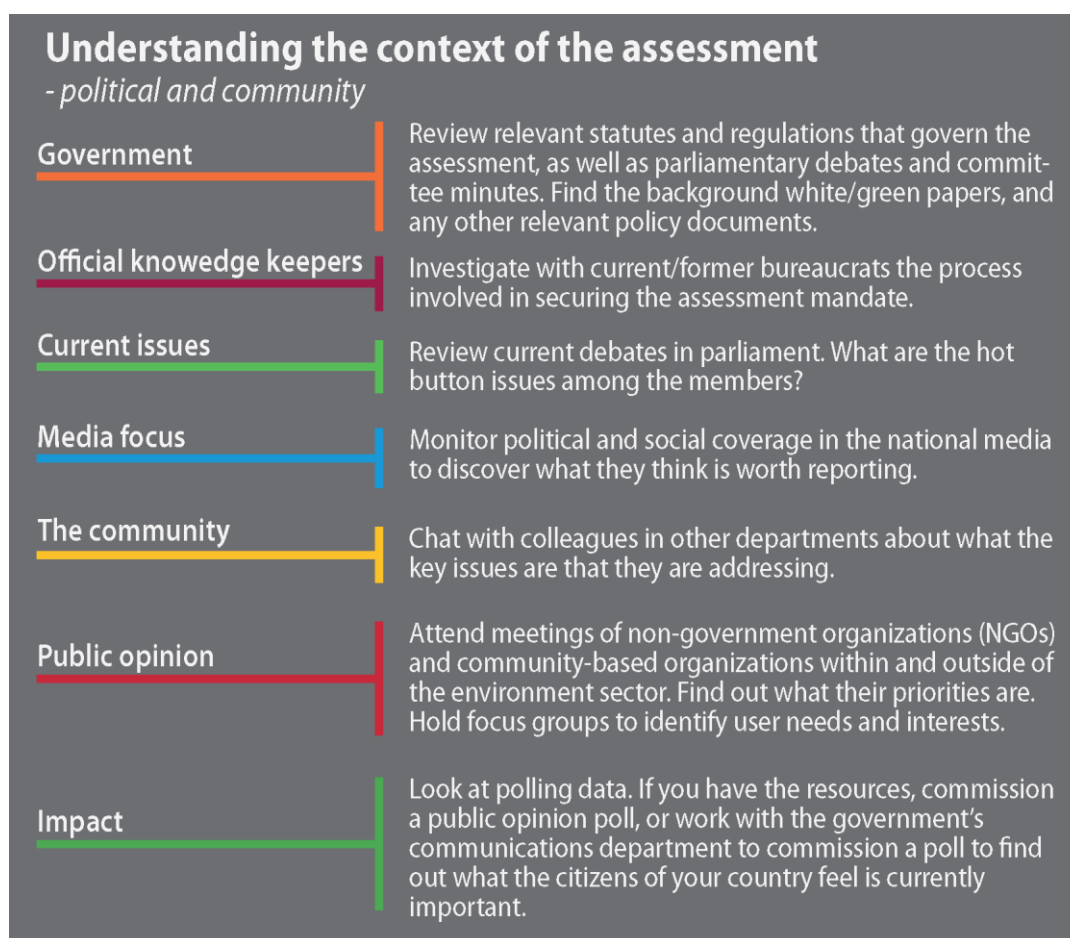 Understanding the context of the assessment
- political and community
Government
Review relevant statutes and regulations that govern the
assessment, as well as parliamentary debates and commit-
tee minutes. Find the background white/green papers, and
any other relevant policy documents.
Official knowedge keepers
Investigate with current/former bureaucrats the process
involved in securing the assessment mandate.
Current issues
Review current debates in parliament. What are the hot
button issues among the members?
Media focus
Monitor political and social coverage in the national media
to discover what they think is worth reporting.
The community
Chat with colleagues in other departments about what the
key issues are that they are addressing.
Public opinion
Attend meetings of non-government organizations (NGOs)
and community-based organizations within and outside of
the environment sector. Find out what their priorities are.
Hold focus groups to identify user needs and interests.
Impact
Look at polling data. If you have the resources, commission
a public opinion poll, or work with the government's
communications department to commission a poll to find
out what the citizens of your country feel is currently
important.